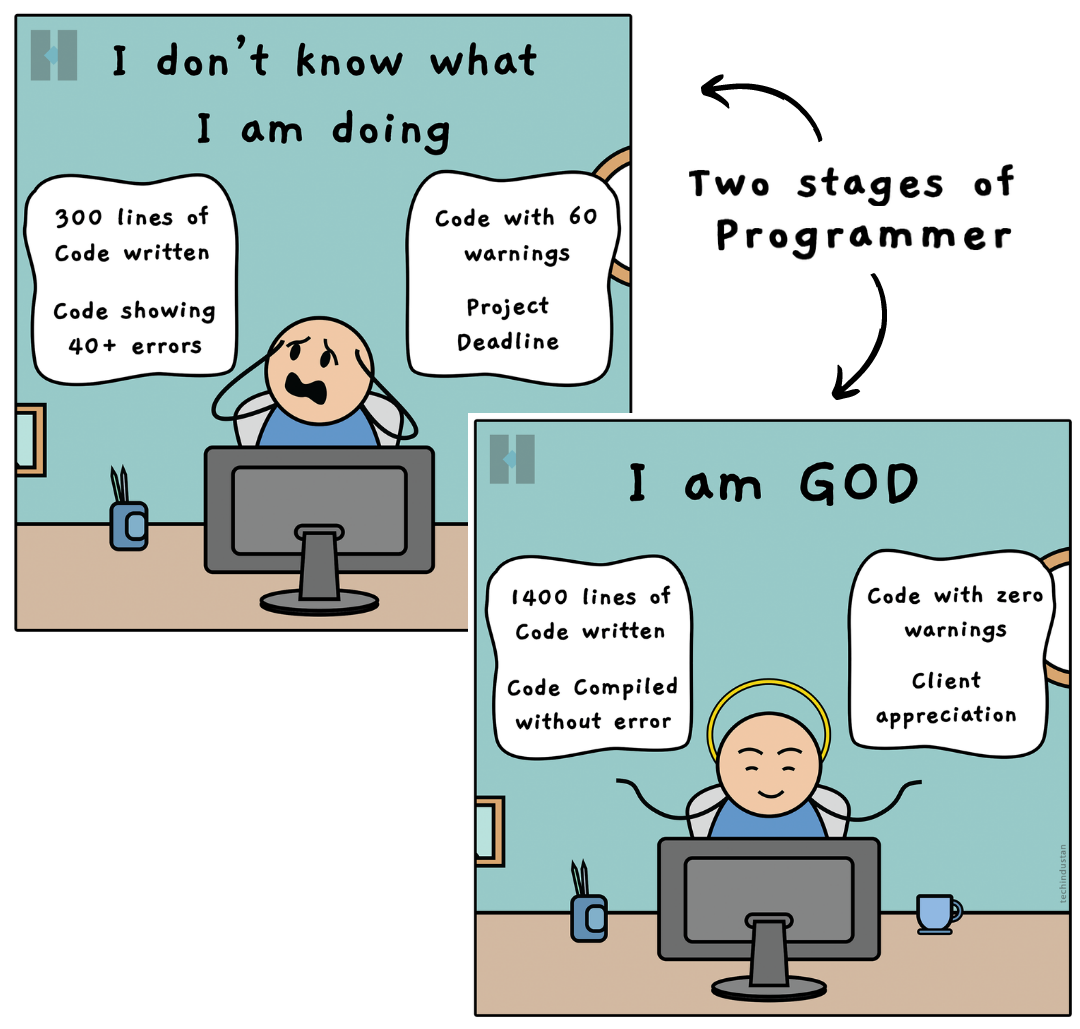 I don't know what
I am doing
300 lines of
Code written
Code showing
40+ errors
Code with 60
warnings
Project
Deadline
Two stages of
Programmer
I am GOD
1400 lines of
Code written
Code Compiled
without error
Code with zero
warnings
Client
appreciation
techindustan